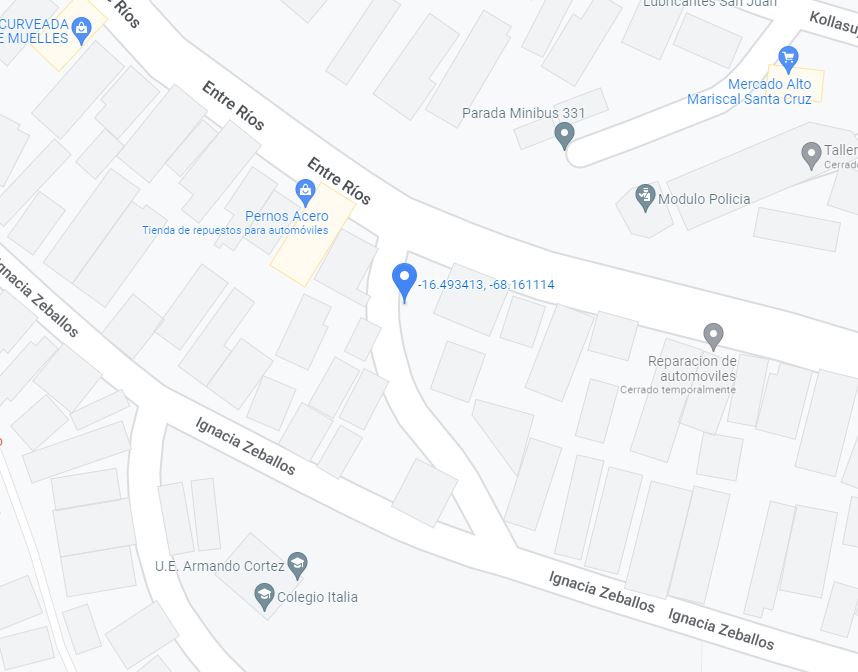 Lubricantes San Juan
CURVEADA
E MUELLES
Kollasu
Entre Ríos
Mercado Alto
Mariscal Santa Cruz
Parada Minibus 331
Taller
Cerrado
Entre Ríos
Modulo Policia
Pernos Acero
Tienda de repuestos para automóviles
Ignacia Zeballos
-16.493413, -68.161114
Reparacion de
automoviles
Cerrado temporalmente
Ignacia Zeballos
U.E. Armando Cortez
Colegio Italia
Ignacia Zeballos
Ignacia Zeballos